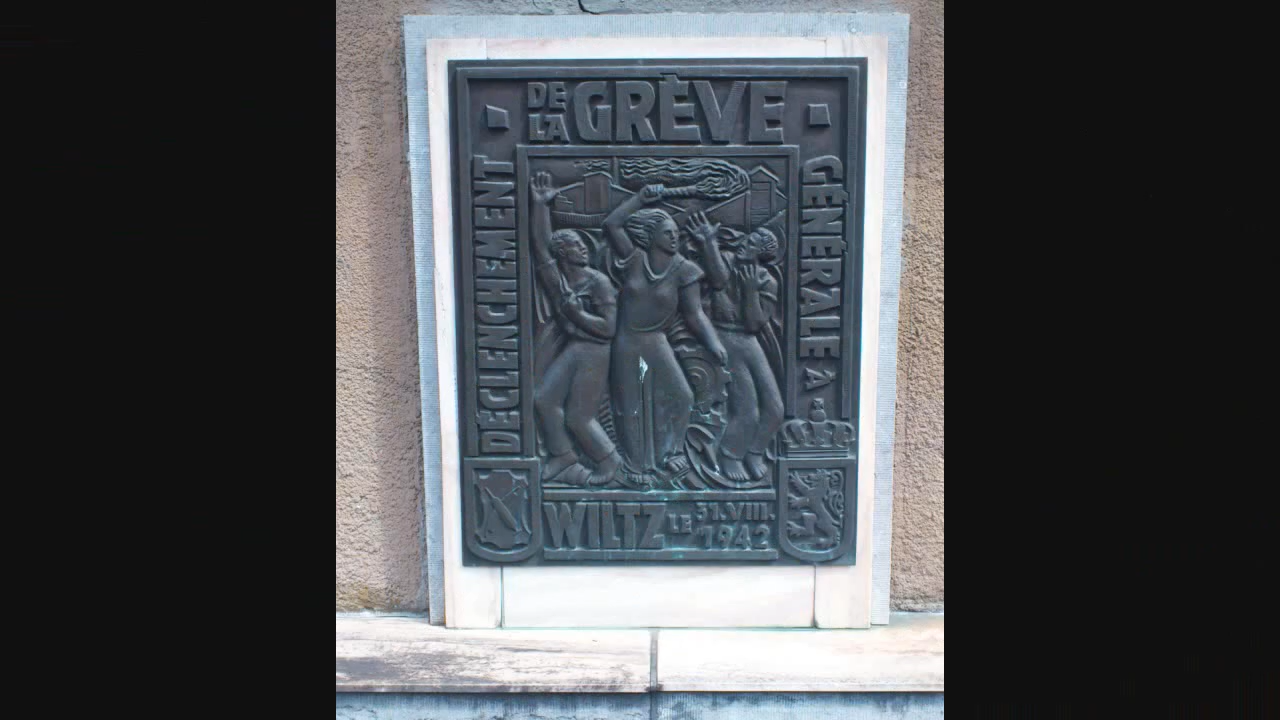 DÉCLENCHEMENT
DE LA GRÈVE
GÉNÉRALE A
WILTZ LE 31.VIII.
1942